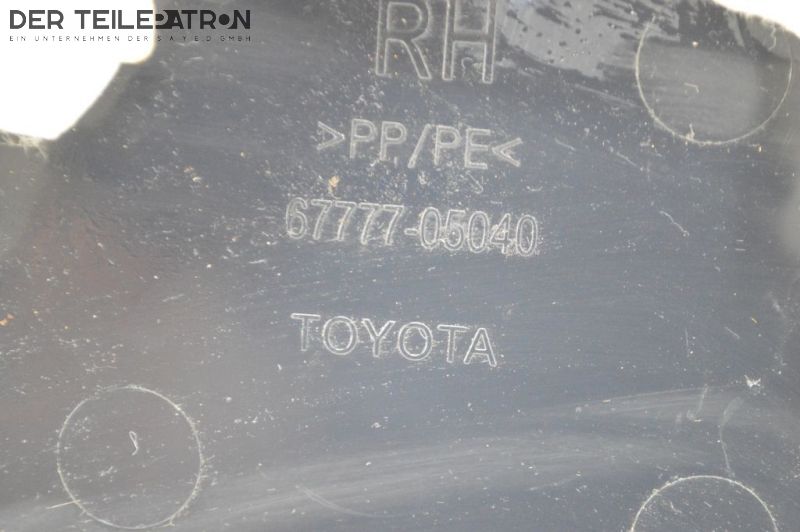 DER TEILEPATRON
EIN UNTERNEHMEN DER S A Y E D GMBH
RH
>PP/PE<
67777-05040
TOYOTA